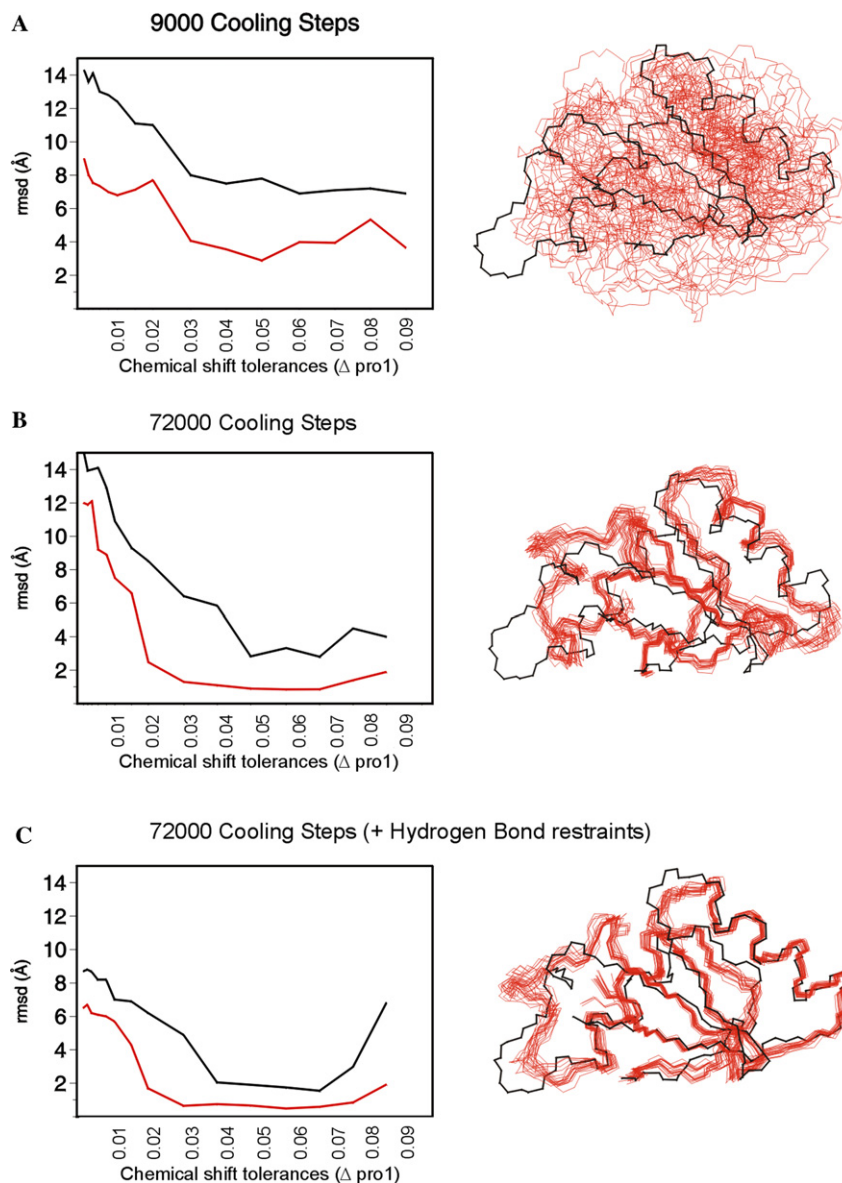 A
9000 Cooling Steps
14
12
10
8
6
4
2
rmsd (Å)
0.01 0.02 0.03 0.04 0.05 0.06 0.07 0.08 0.09
Chemical shift tolerances (Δ pro1)
B
72000 Cooling Steps
14
12
10
8
6
4
2
rmsd (Å)
0.01 0.02 0.03 0.04 0.05 0.06 0.07 0.08 0.09
Chemical shift tolerances (Δ pro1)
C
72000 Cooling Steps (+ Hydrogen Bond restraints)
14
12
10
8
6
4
2
rmsd (Å)
0.01 0.02 0.03 0.04 0.05 0.06 0.07 0.08 0.09
Chemical shift tolerances (Δ pro1)